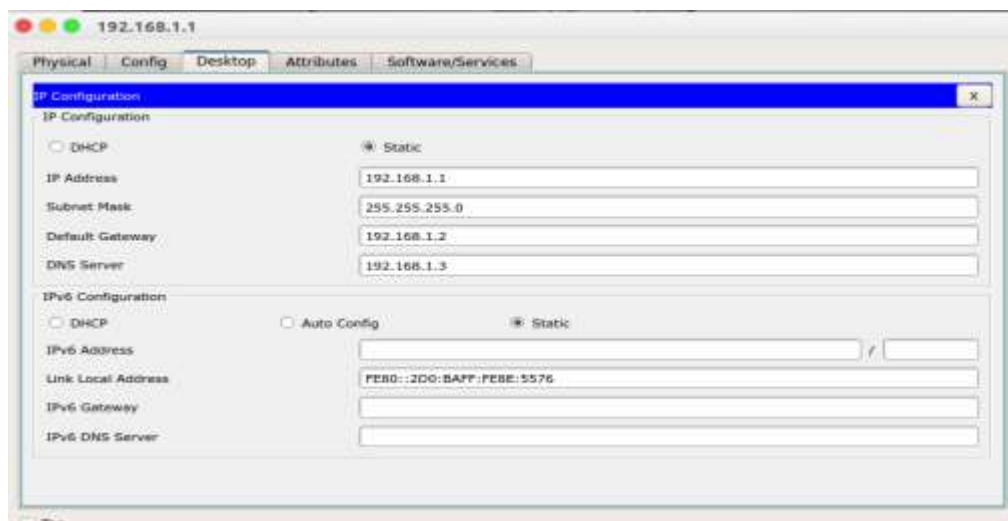 192.168.1.1
Physical Config Desktop Attributes Software/Services
IP Configuration X
IP Configuration
DHCP Static
IP Address 192.168.1.1
Subnet Mask 255.255.255.0
Default Gateway 192.168.1.2
DNS Server 192.168.1.3
IPv6 Configuration
DHCP Auto Config Static
IPv6 Address /
Link Local Address FE80::2D0:BAFF:FE8E:5576
IPv6 Gateway
IPv6 DNS Server